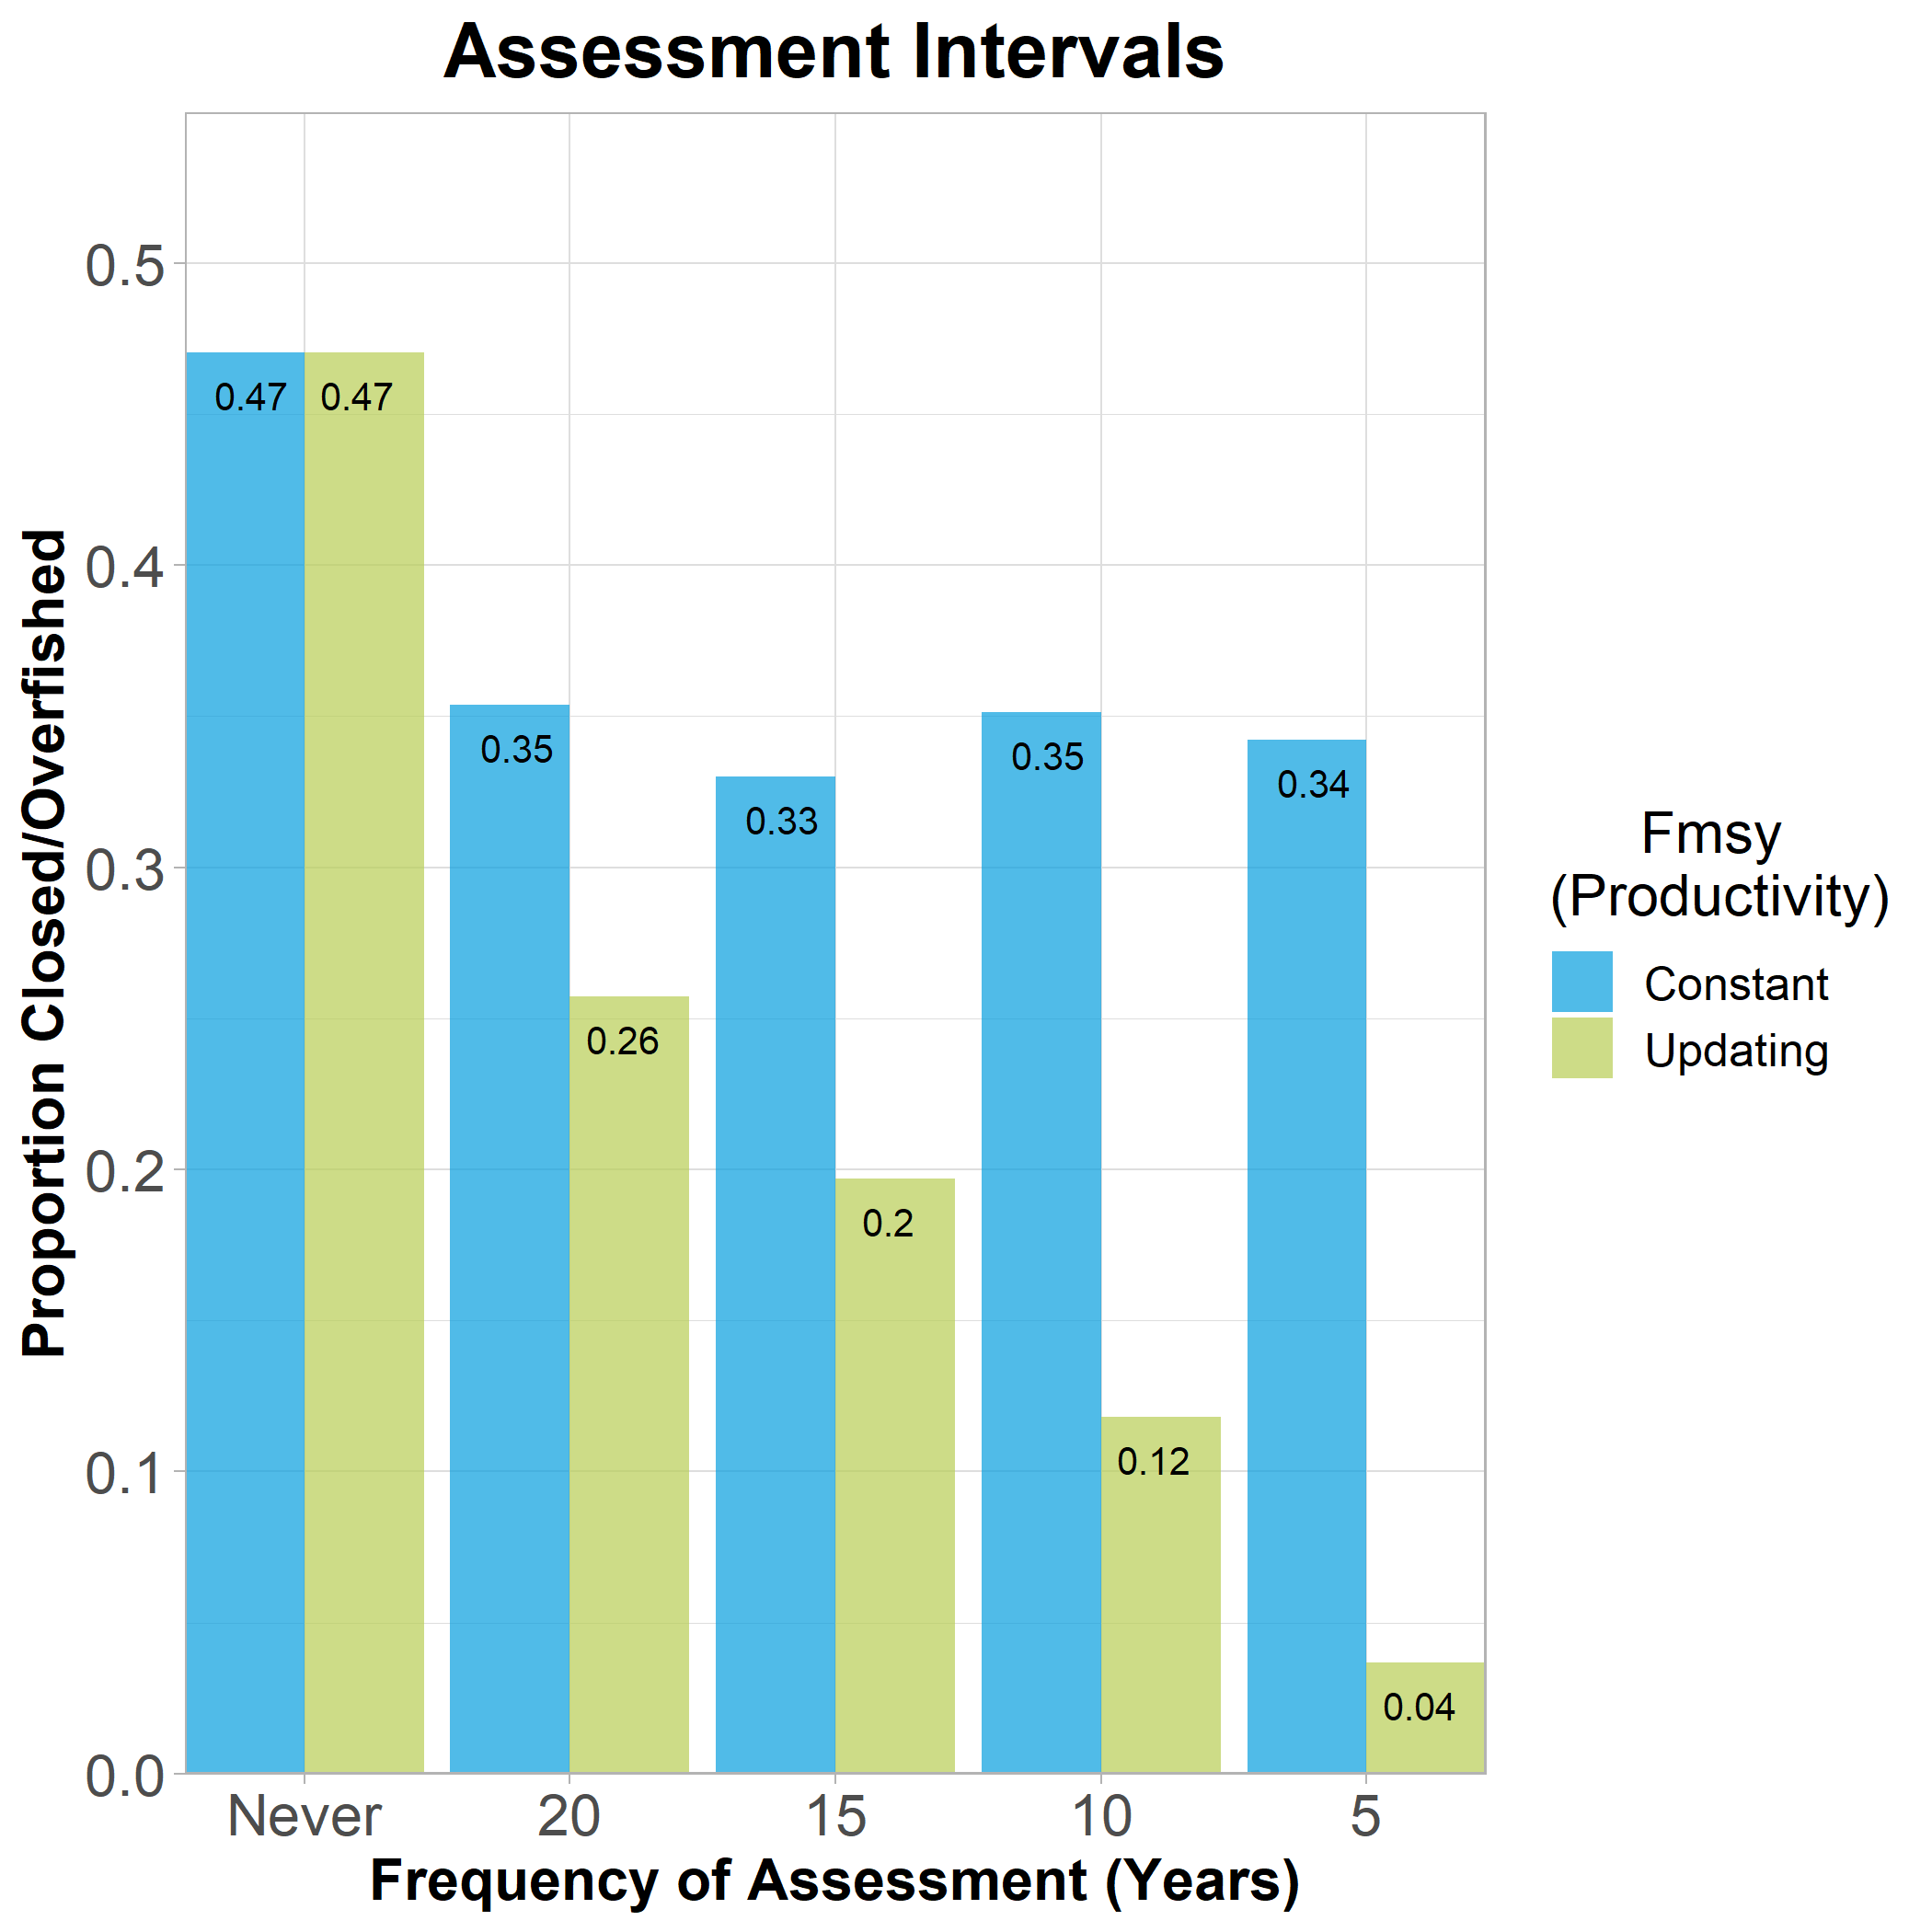 Assessment Intervals
Proportion Closed/Overfished
0.5
0.4
0.3
0.2
0.1
0.0
0.47 0.47
0.35
0.26
0.33
0.2
0.35
0.12
0.34
0.04
Never 20 15 10 5
Frequency of Assessment (Years)
Fmsy
(Productivity)
Constant
Updating